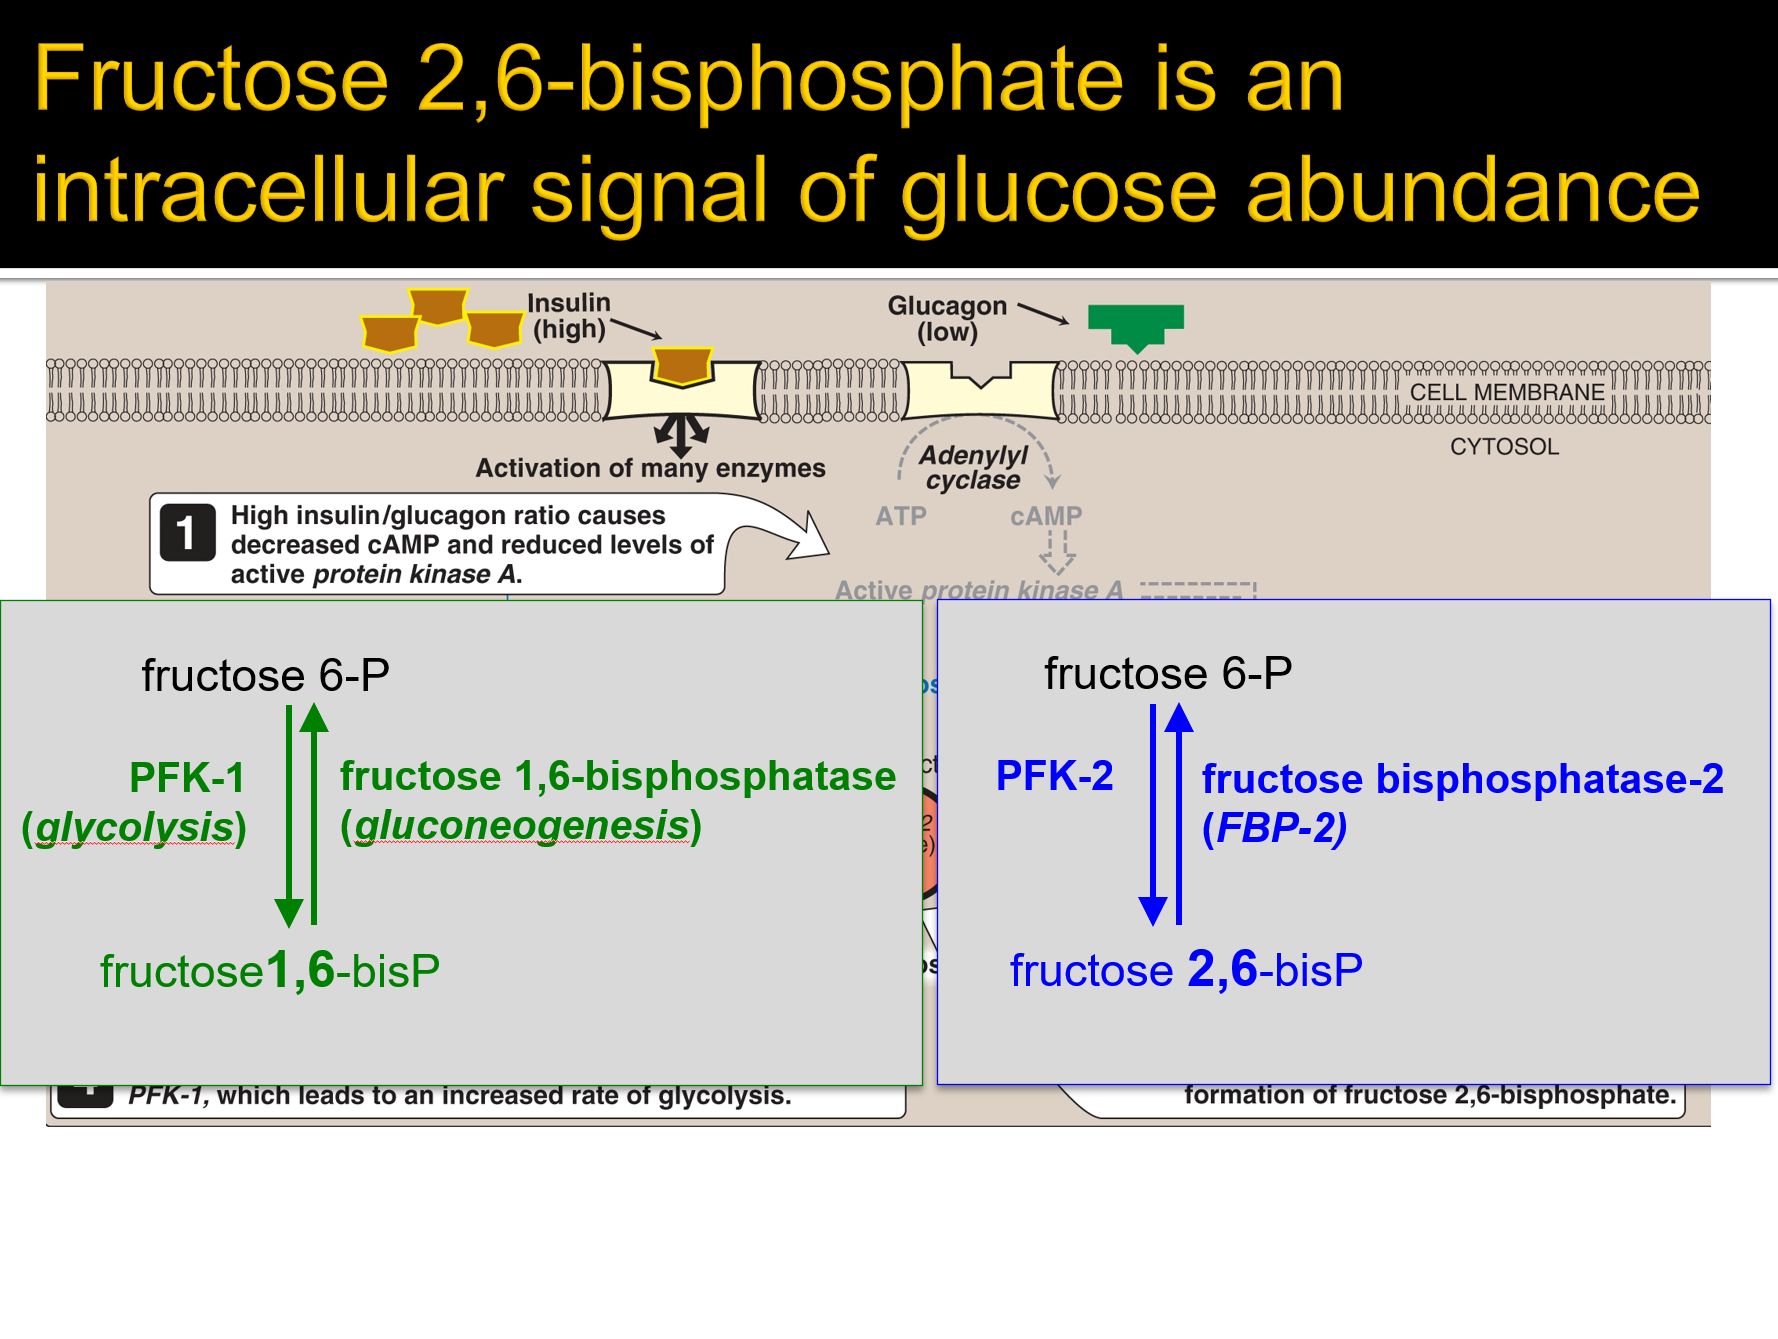 Fructose 2,6-bisphosphate is an
intracellular signal of glucose abundance
Insulin
(high)
Glucagon
(low)
CELL MEMBRANE
CYTOSOL
Activation of many enzymes
Adenylyl
cyclase
ATP
cAMP
1
High insulin/glucagon ratio causes
decreased cAMP and reduced levels of
active protein kinase A.
Active protein kinase A
fructose 6-P
PFK-1
(glycolysis)
fructose 1,6-bisphosphatase
(gluconeogenesis)
fructose1,6-bisP
fructose 6-P
PFK-2
fructose bisphosphatase-2
(FBP-2)
fructose 2,6-bisP
PFK-1, which leads to an increased rate of glycolysis.
formation of fructose 2,6-bisphosphate.